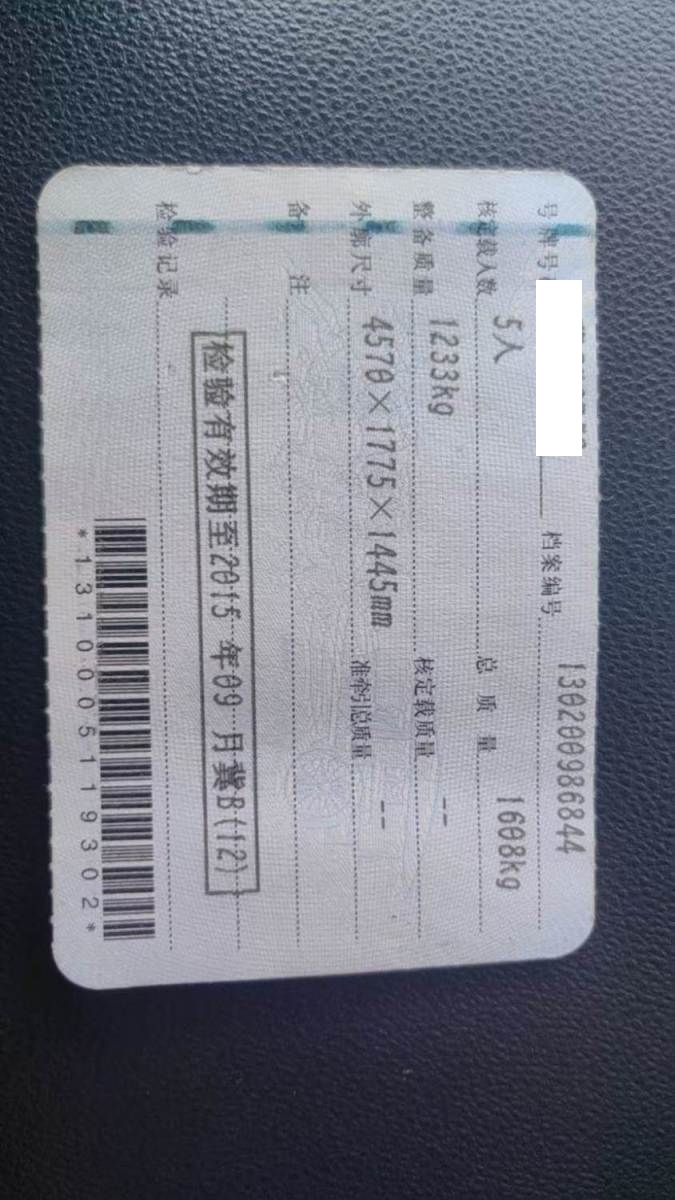 号牌号 档案编号 130200986844
核定载人数 5人 总质量 1608kg
整备质量 1233kg 核定载质量 --
外廓尺寸 4570×1775×1445mm 准牵引总质量 --
备注
检验有效期至2015年09月冀B(12)
检验记录
*1310005119302*